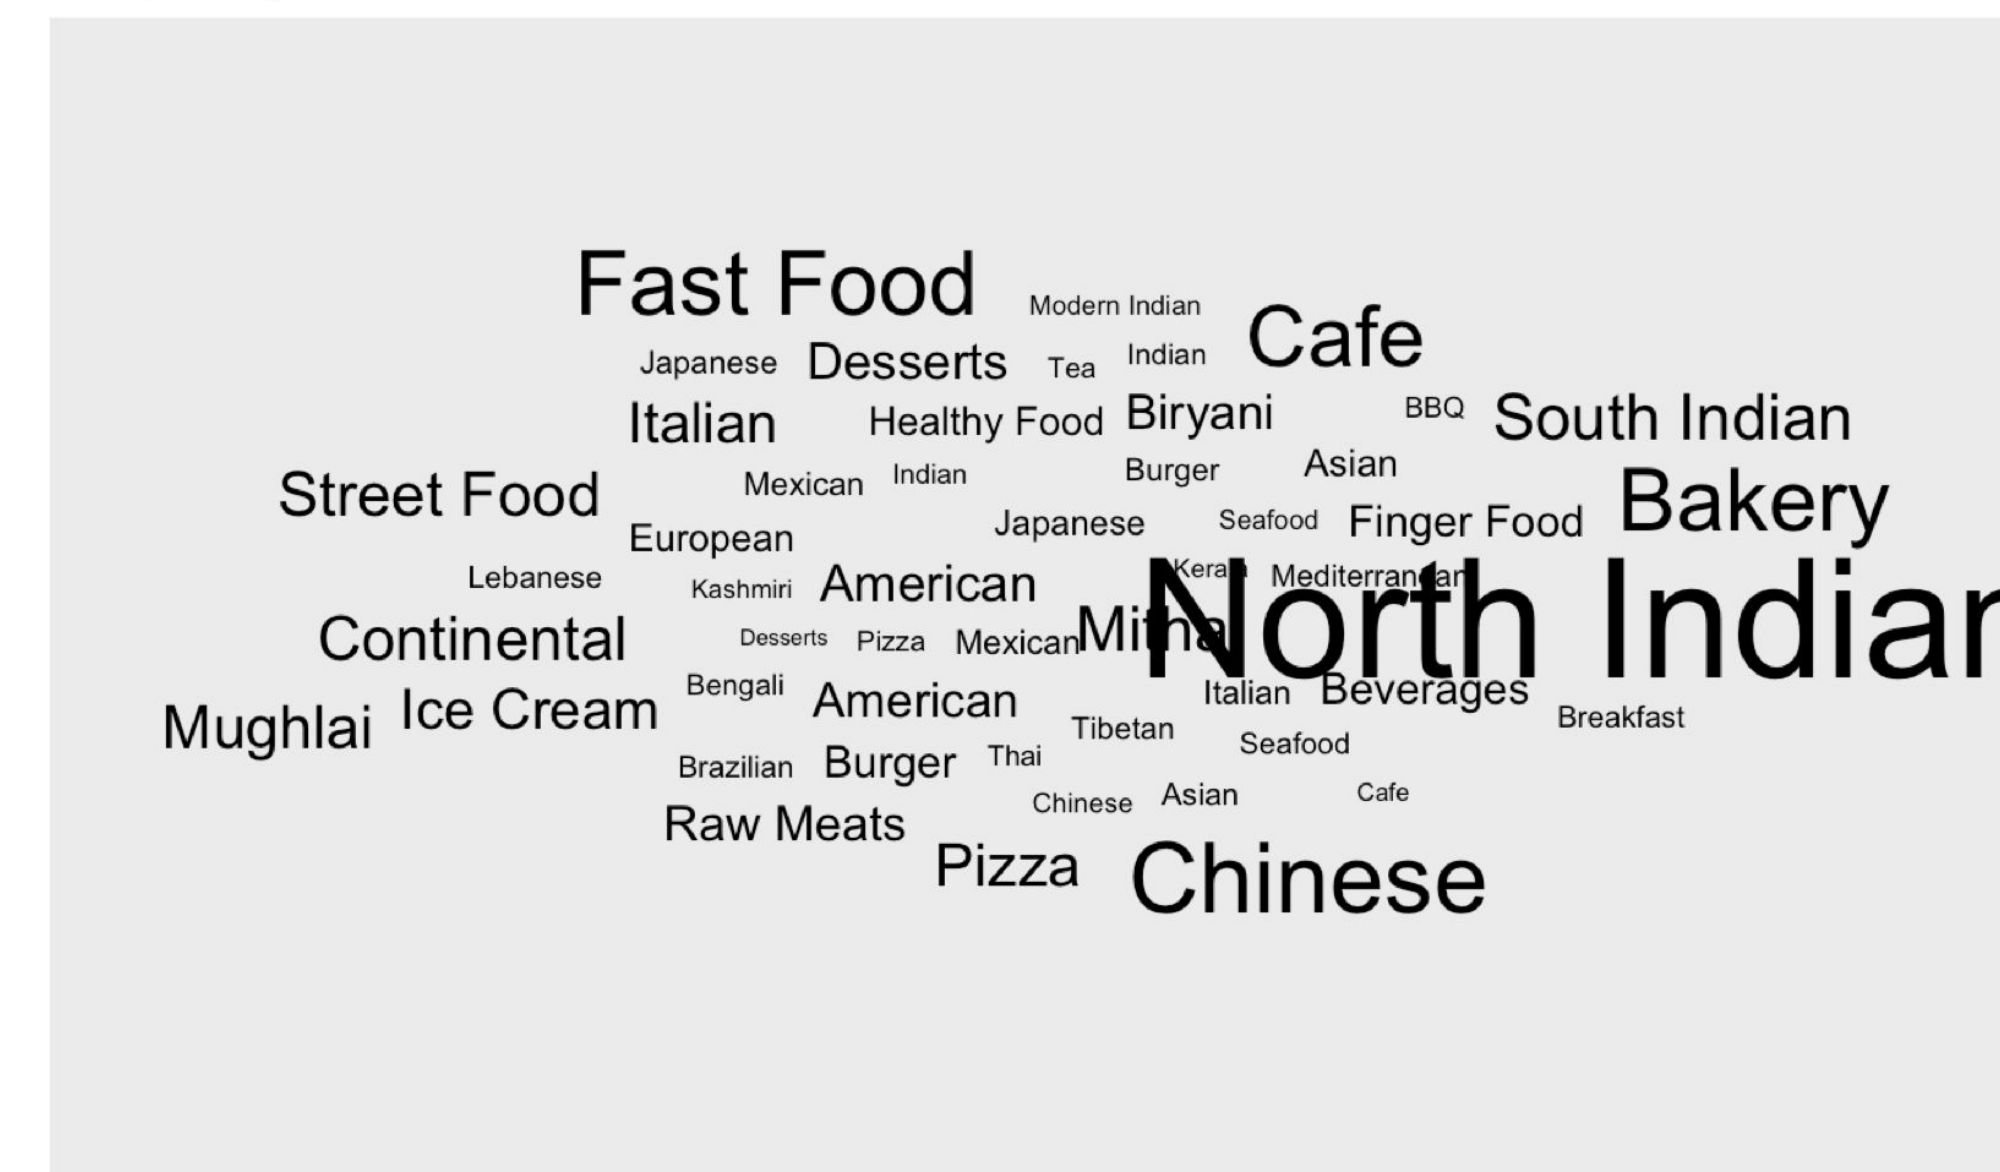 Fast Food
Modern Indian
Cafe
Japanese Desserts Tea Indian
Italian Healthy Food Biryani BBQ South Indian
Street Food Mexican Indian Burger Asian Bakery
European Japanese Seafood Finger Food
Lebanese Kashmiri American Kerala Mediterranean
North Indian
Continental Desserts Pizza Mexican Mithai
Mughlai Ice Cream Bengali American Italian Beverages
Tibetan Breakfast
Brazilian Burger Thai Seafood
Raw Meats Chinese Asian Cafe
Pizza Chinese